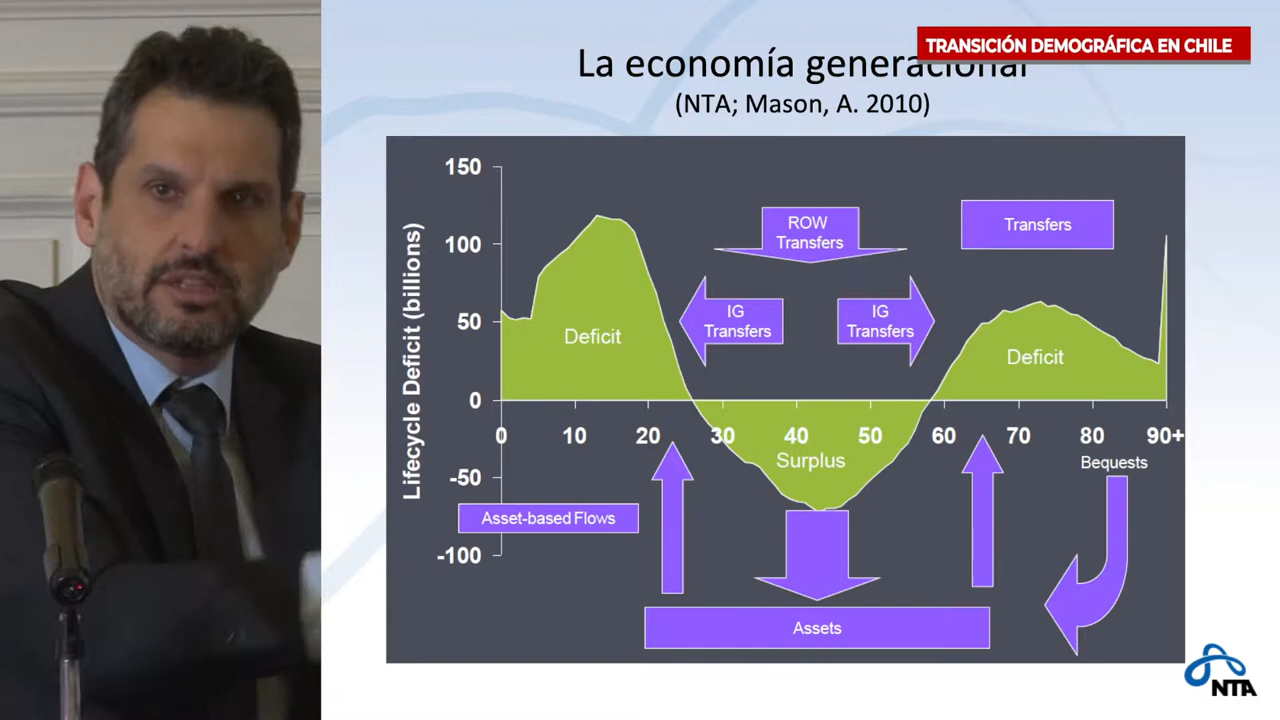 TRANSICIÓN DEMOGRÁFICA EN CHILE
La economía generacional
(NTA; Mason, A. 2010)
Lifecycle Deficit (billions)
150
100
50
0
-50
-100
0 10 20 30 40 50 60 70 80 90+
ROW
Transfers
Transfers
IG
Transfers
IG
Transfers
Deficit
Deficit
Surplus
Bequests
Asset-based Flows
Assets
NTA